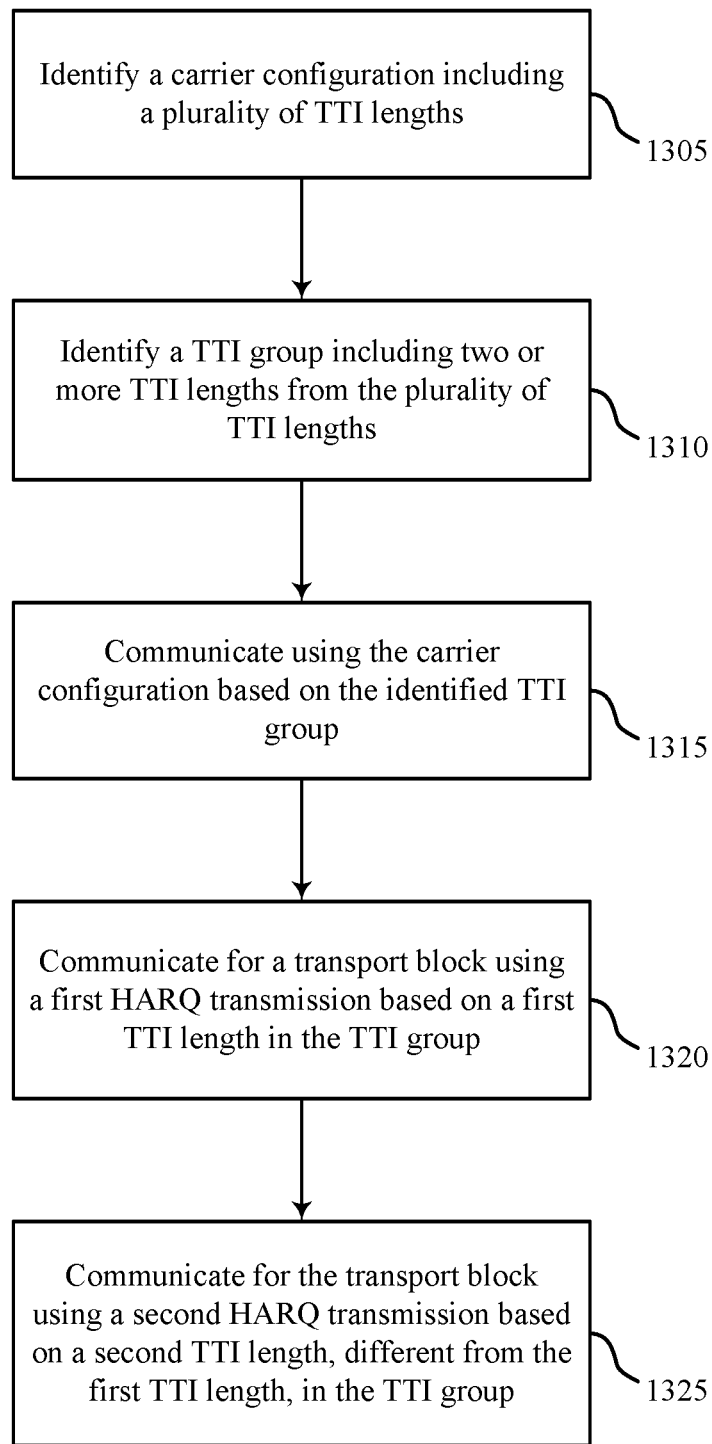 Identify a carrier configuration including
a plurality of TTI lengths
1305
Identify a TTI group including two or
more TTI lengths from the plurality of
TTI lengths
1310
Communicate using the carrier
configuration based on the identified TTI
group
1315
Communicate for a transport block using
a first HARQ transmission based on a first
TTI length in the TTI group
1320
Communicate for the transport block
using a second HARQ transmission based
on a second TTI length, different from the
first TTI length, in the TTI group
1325